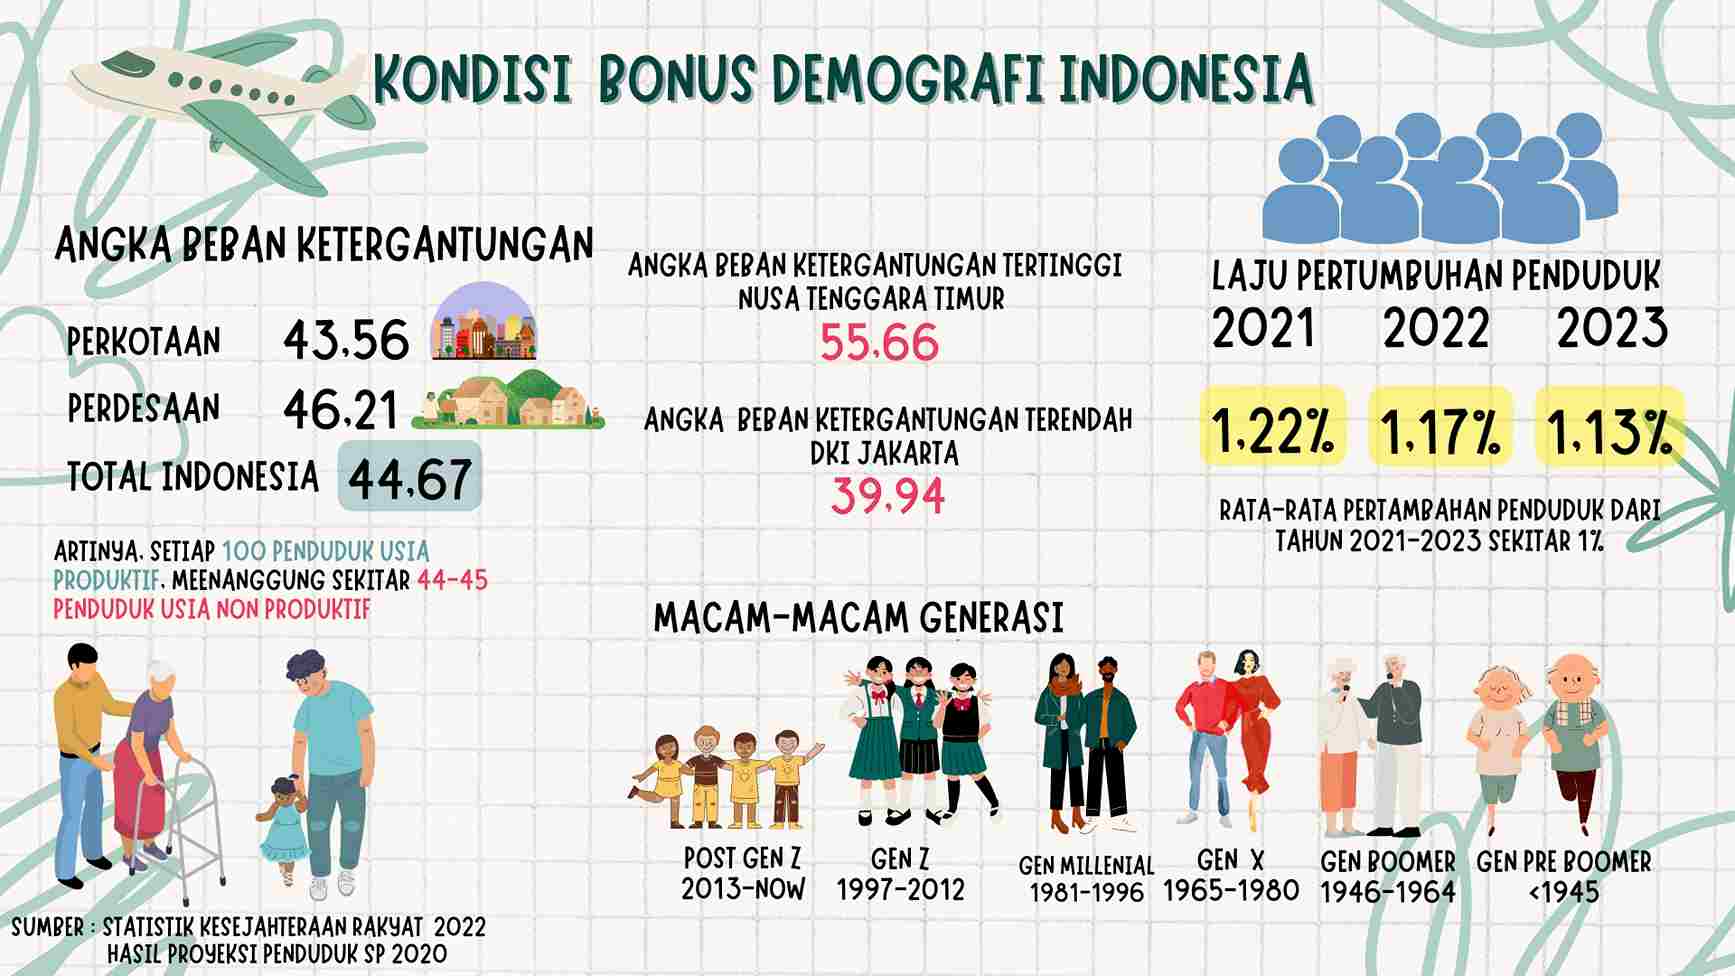 KONDISI BONUS DEMOGRAFI INDONESIA
ANGKA BEBAN KETERGANTUNGAN
PERKOTAAN 43,56
PERDESAAN 46,21
TOTAL INDONESIA 44,67
ARTINYA, SETIAP 100 PENDUDUK USIA
PRODUKTIF, MEENANGGUNG SEKITAR 44-45
PENDUDUK USIA NON PRODUKTIF
ANGKA BEBAN KETERGANTUNGAN TERTINGGI
NUSA TENGGARA TIMUR
55,66
ANGKA BEBAN KETERGANTUNGAN TERENDAH
DKI JAKARTA
39,94
LAJU PERTUMBUHAN PENDUDUK
2021 2022 2023
1,22% 1,17% 1,13%
RATA-RATA PERTAMBAHAN PENDUDUK DARI
TAHUN 2021-2023 SEKITAR 1%
MACAM-MACAM GENERASI
POST GEN Z
2013-NOW
GEN Z
1997-2012
GEN MILLENIAL
1981-1996
GEN X
1965-1980
GEN BOOMER
1946-1964
GEN PRE BOOMER
<1945
SUMBER : STATISTIK KESEJAHTERAAN RAKYAT 2022
HASIL PROYEKSI PENDUDUK SP 2020